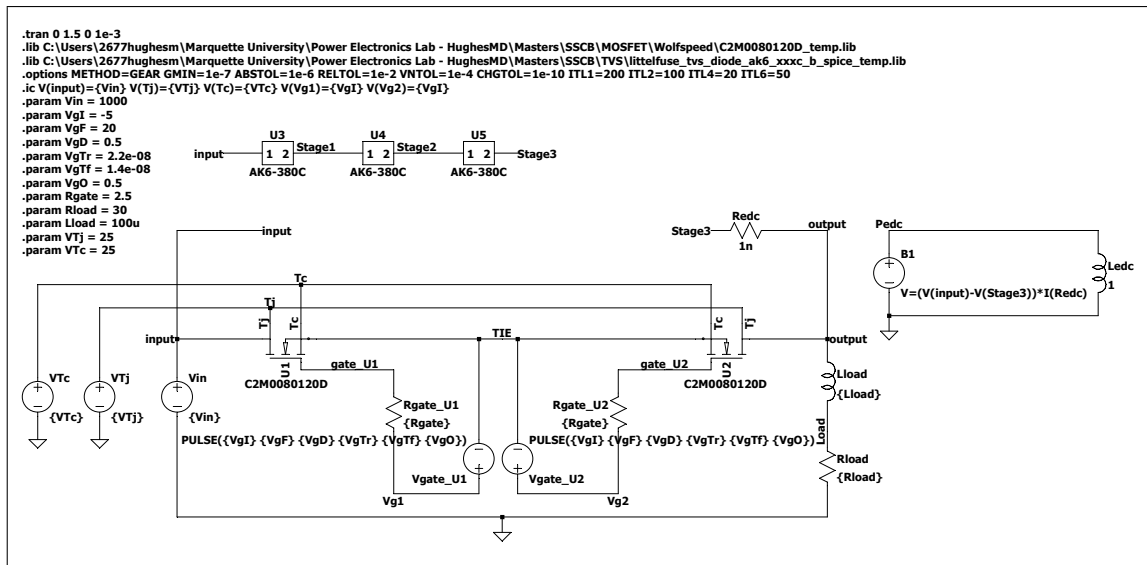 .tran 0 1.5 0 1e-3
.lib C:\Users\2677hughesm\Marquette University\Power Electronics Lab - HughesMD\Masters\SSCB\MOSFET\Wolfspeed\C2M0080120D_temp.lib
.lib C:\Users\2677hughesm\Marquette University\Power Electronics Lab - HughesMD\Masters\SSCB\TVS\littelfuse_tvs_diode_ak6_xxxc_b_spice_temp.lib
.options METHOD=GEAR GMIN=1e-7 ABSTOL=1e-6 RELTOL=1e-2 VNTOL=1e-4 CHGTOL=1e-10 ITL1=200 ITL2=100 ITL4=20 ITL6=50
.ic V(input)={Vin} V(Tj)={VTj} V(Tc)={VTc} V(Vg1)={VgI} V(Vg2)={VgI}
.param Vin = 1000
.param VgI = -5
.param VgF = 20
.param VgD = 0.5
.param VgTr = 2.2e-08
.param VgTf = 1.4e-08
.param VgO = 0.5
.param Rgate = 2.5
.param Rload = 30
.param Lload = 100u
.param VTj = 25
.param VTc = 25
U3 U4 U5
input 1 2 Stage1 1 2 Stage2 1 2 Stage3
AK6-380C AK6-380C AK6-380C
input
Redc
Stage3
1n
output
Pedc
B1
V=(V(input)-V(Stage3))*I(Redc)
Ledc
1
Tc
Tj
input
Tj
Tc
U1
C2M0080120D
TIE
Tc
Tj
U2
C2M0080120D
output
gate_U1
gate_U2
VTc
{VTc}
VTj
{VTj}
Vin
{Vin}
Rgate_U1
{Rgate}
Rgate_U2
{Rgate}
PULSE({VgI} {VgF} {VgD} {VgTr} {VgTf} {VgO})
PULSE({VgI} {VgF} {VgD} {VgTr} {VgTf} {VgO})
Vgate_U1
Vgate_U2
Vg1
Vg2
Lload
{Lload}
Load
Rload
{Rload}